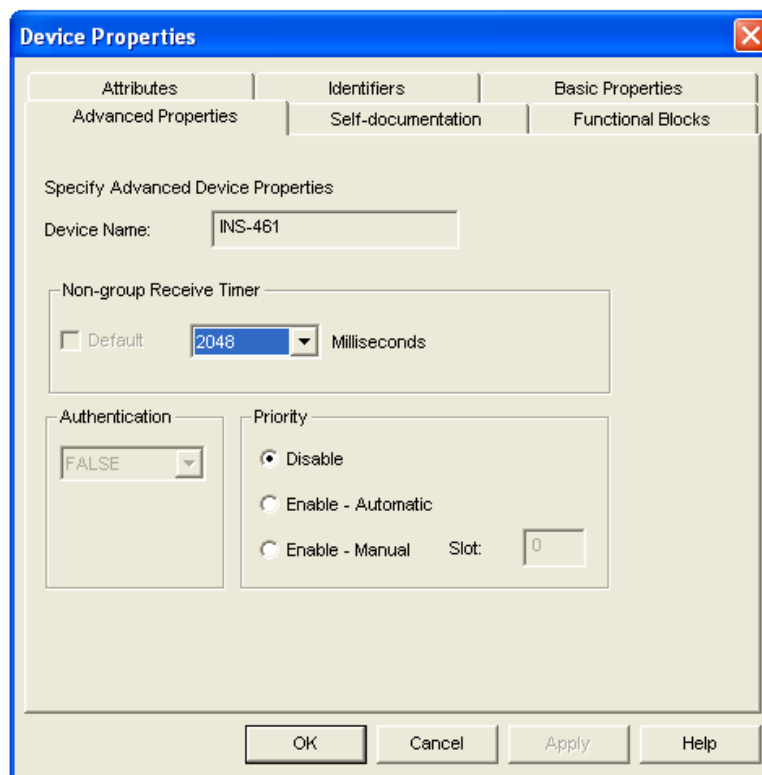 Device Properties
Attributes Identifiers Basic Properties
Advanced Properties Self-documentation Functional Blocks
Specify Advanced Device Properties
Device Name: INS-461
Non-group Receive Timer
Default 2048 Milliseconds
Authentication Priority
FALSE Disable
Enable - Automatic
Enable - Manual Slot: 0
OK Cancel Apply Help